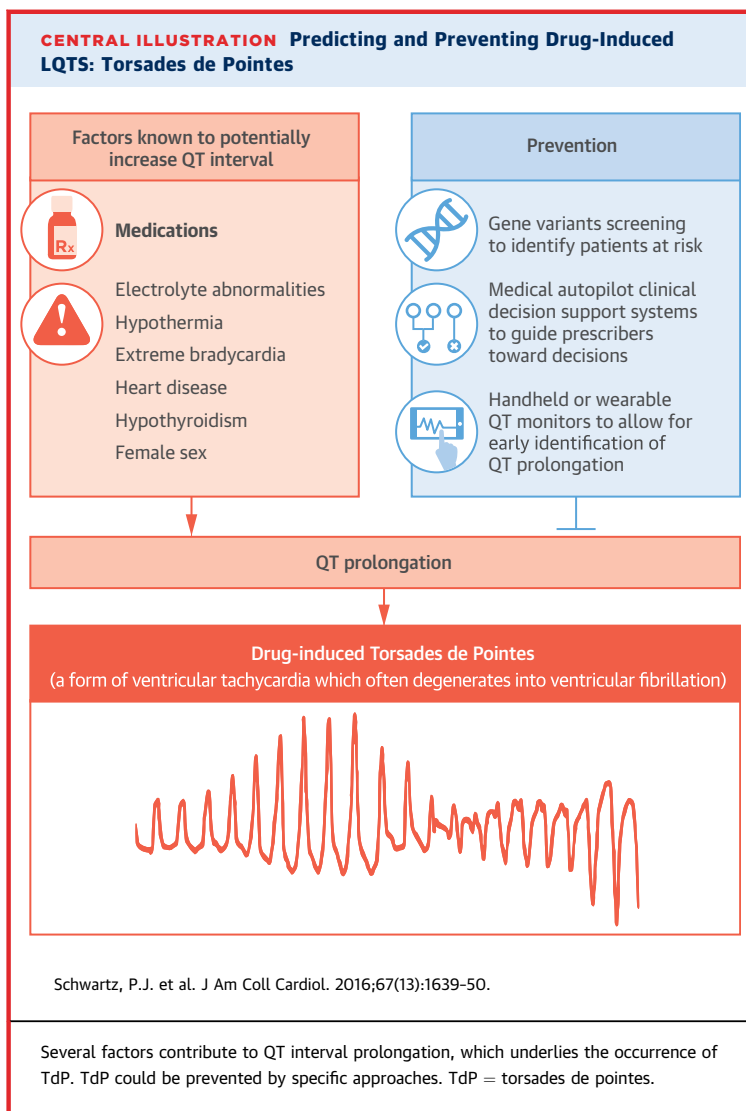 CENTRAL ILLUSTRATION Predicting and Preventing Drug-Induced
LQTS: Torsades de Pointes
Factors known to potentially
increase QT interval
Rx
Medications
Electrolyte abnormalities
Hypothermia
Extreme bradycardia
Heart disease
Hypothyroidism
Female sex
Prevention
Gene variants screening
to identify patients at risk
Medical autopilot clinical
decision support systems
to guide prescribers
toward decisions
Handheld or wearable
QT monitors to allow for
early identification of
QT prolongation
QT prolongation
Drug-induced Torsades de Pointes
(a form of ventricular tachycardia which often degenerates into ventricular fibrillation)
Schwartz, P.J. et al. J Am Coll Cardiol. 2016;67(13):1639-50.
Several factors contribute to QT interval prolongation, which underlies the occurrence of
TdP. TdP could be prevented by specific approaches. TdP = torsades de pointes.